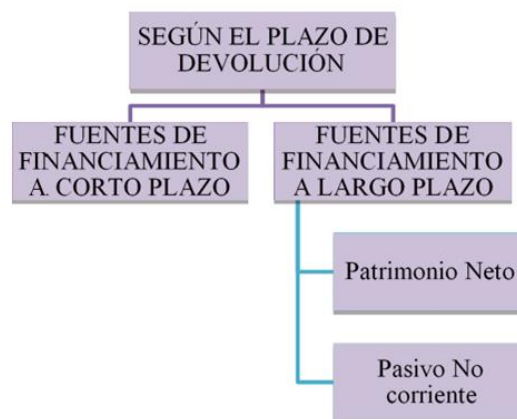 SEGÚN EL PLAZO DE
DEVOLUCIÓN
FUENTES DE
FINANCIAMIENTO
A. CORTO PLAZO
FUENTES DE
FINANCIAMIENTO
A LARGO PLAZO
Patrimonio Neto
Pasivo No
corriente